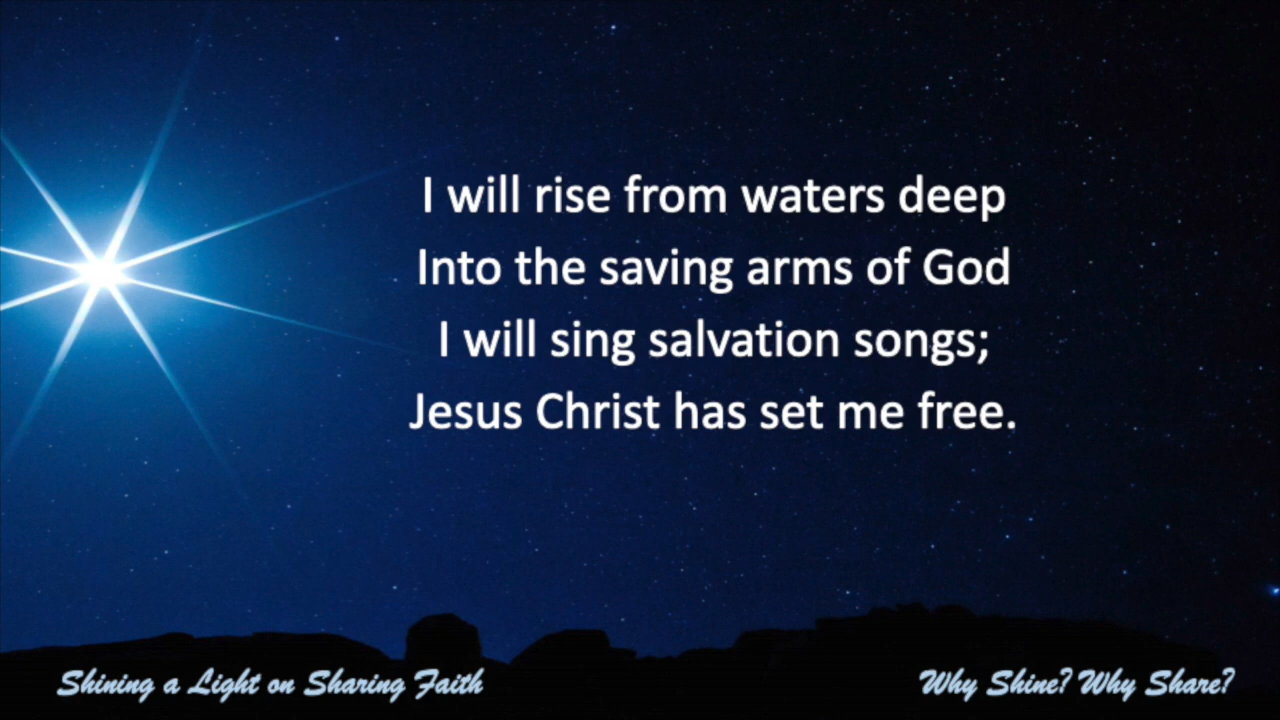 I will rise from waters deep
Into the saving arms of God
I will sing salvation songs;
Jesus Christ has set me free.
Shining a Light on Sharing Faith
Why Shine? Why Share?